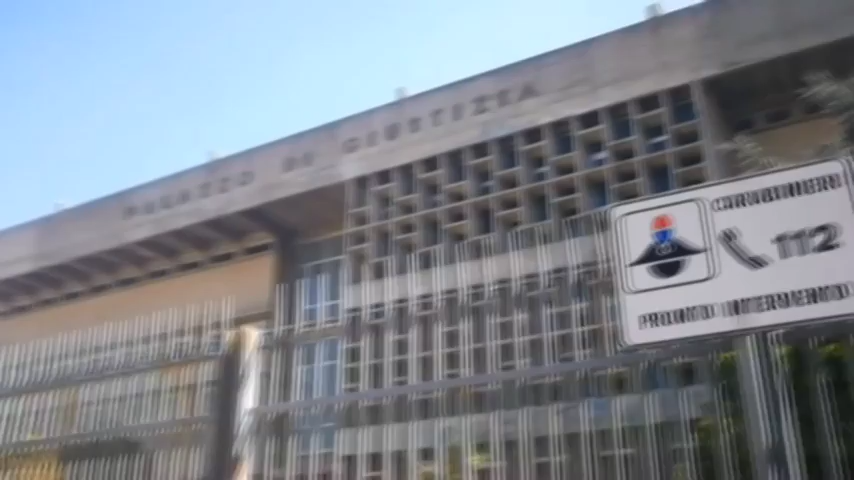 PALAZZO DI GIUSTIZIA
CARABINIERI
112
PRONTO INTERVENTO